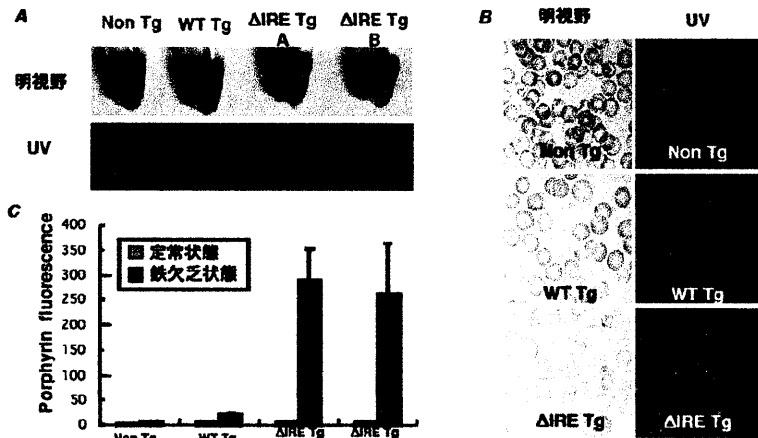 A
Non Tg WT Tg ΔIRE Tg A ΔIRE Tg B
明視野
UV
B
明視野 UV
Non Tg Non Tg
WT Tg WT Tg
ΔIRE Tg ΔIRE Tg
C
Porphyrin fluorescence
400
350
300
250
200
150
100
50
0
定常状態
鉄欠乏状態
Non Tg WT Tg ΔIRE Tg ΔIRE Tg